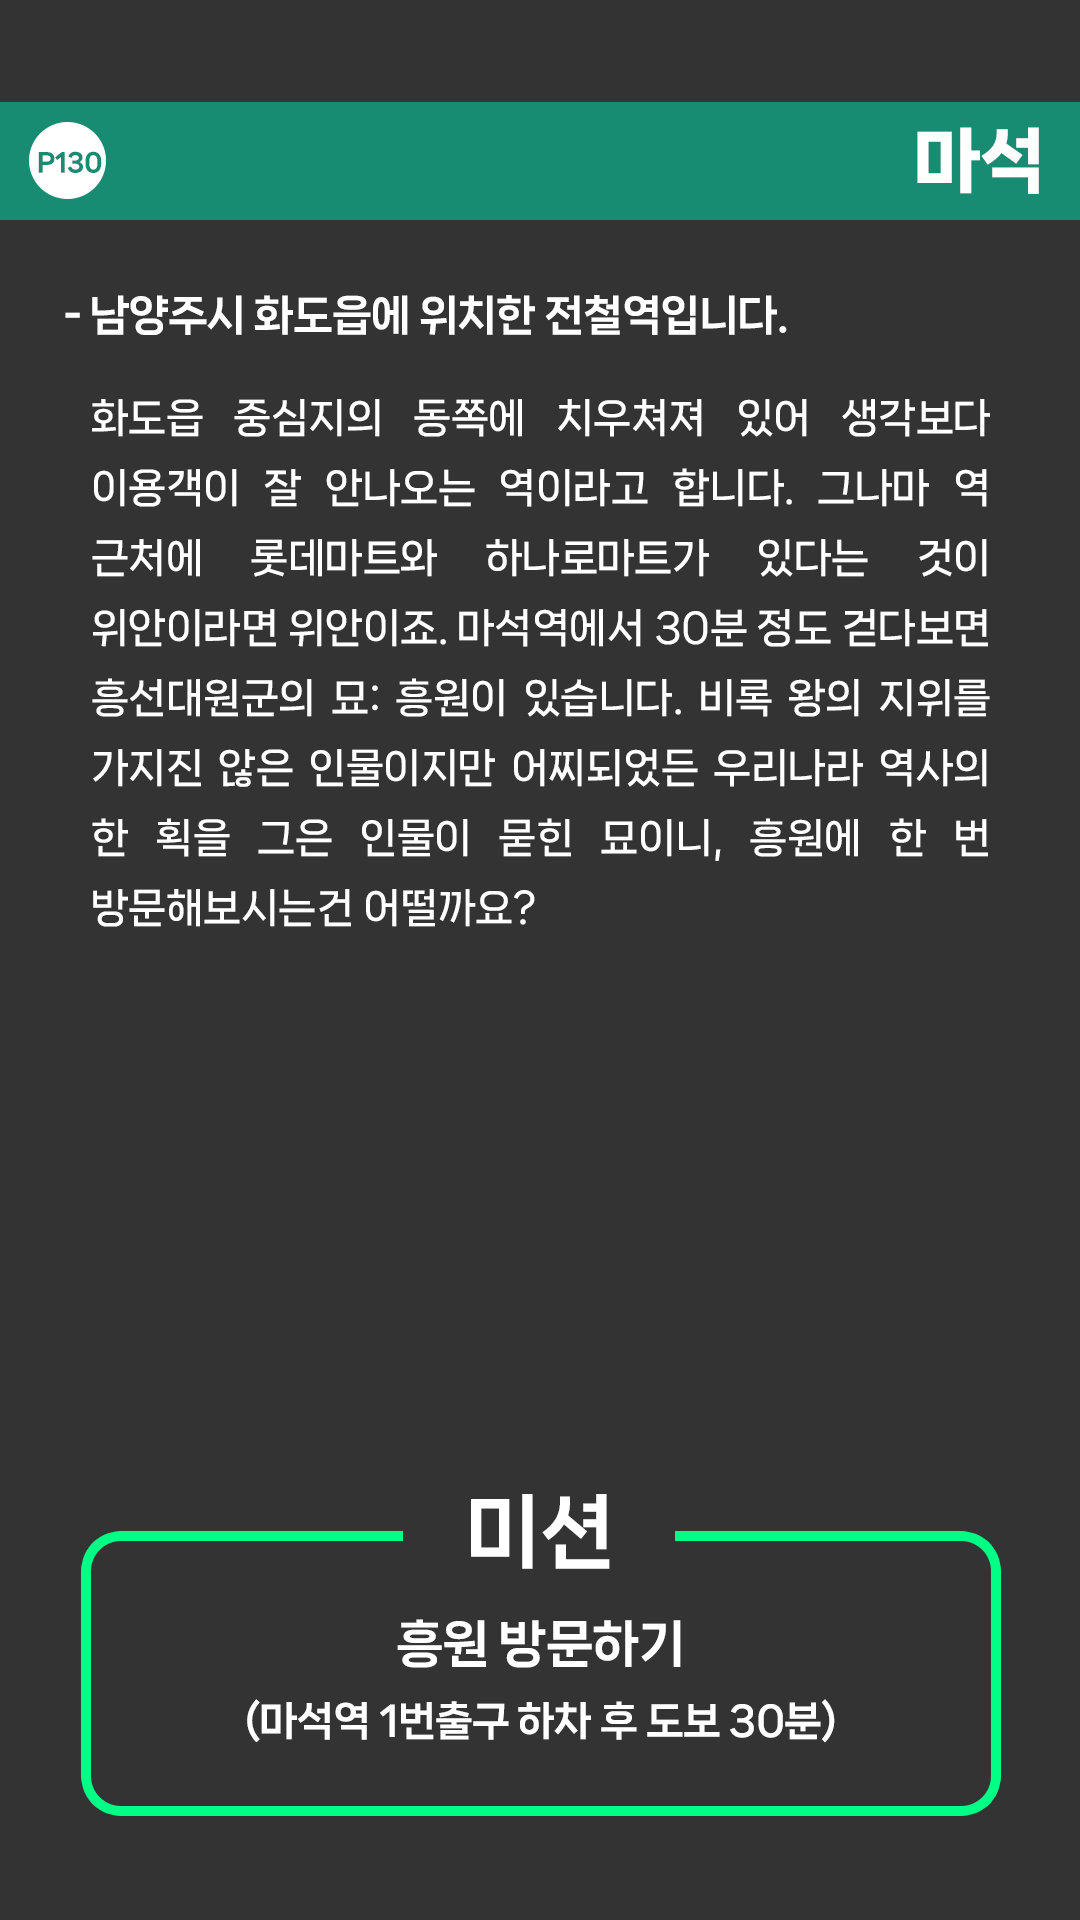 P130
마석
- 남양주시 화도읍에 위치한 전철역입니다.
화도읍 중심지의 동쪽에 치우쳐져 있어 생각보다
이용객이 잘 안나오는 역이라고 합니다. 그나마 역
근처에 롯데마트와 하나로마트가 있다는 것이
위안이라면 위안이죠. 마석역에서 30분 정도 걷다보면
흥선대원군의 묘: 흥원이 있습니다. 비록 왕의 지위를
가지진 않은 인물이지만 어찌되었든 우리나라 역사의
한 획을 그은 인물이 묻힌 묘이니, 흥원에 한 번
방문해보시는건 어떨까요?
미션
흥원 방문하기
(마석역 1번출구 하차 후 도보 30분)